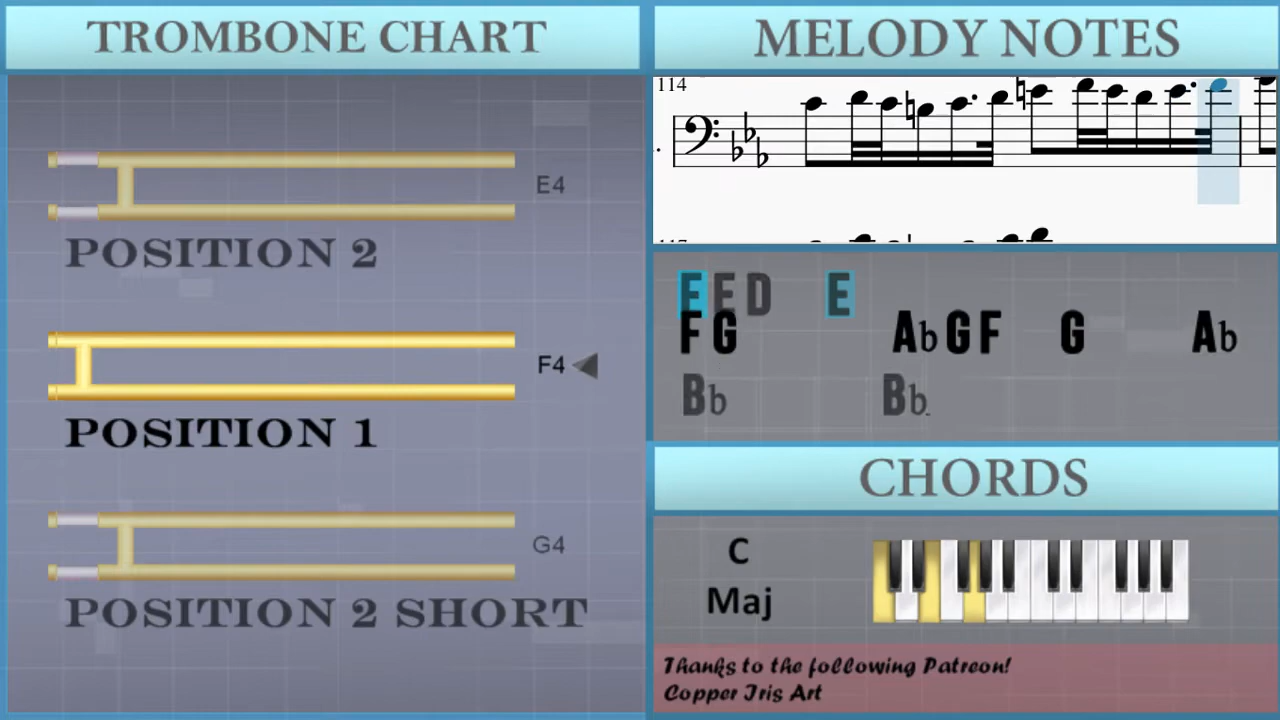 TROMBONE CHART
E4
POSITION 2
F4
POSITION 1
G4
POSITION 2 SHORT
MELODY NOTES
114
E E D E
F G Ab G F G Ab
Bb Bb
CHORDS
C
Maj
Thanks to the following Patreon!
Copper Iris Art